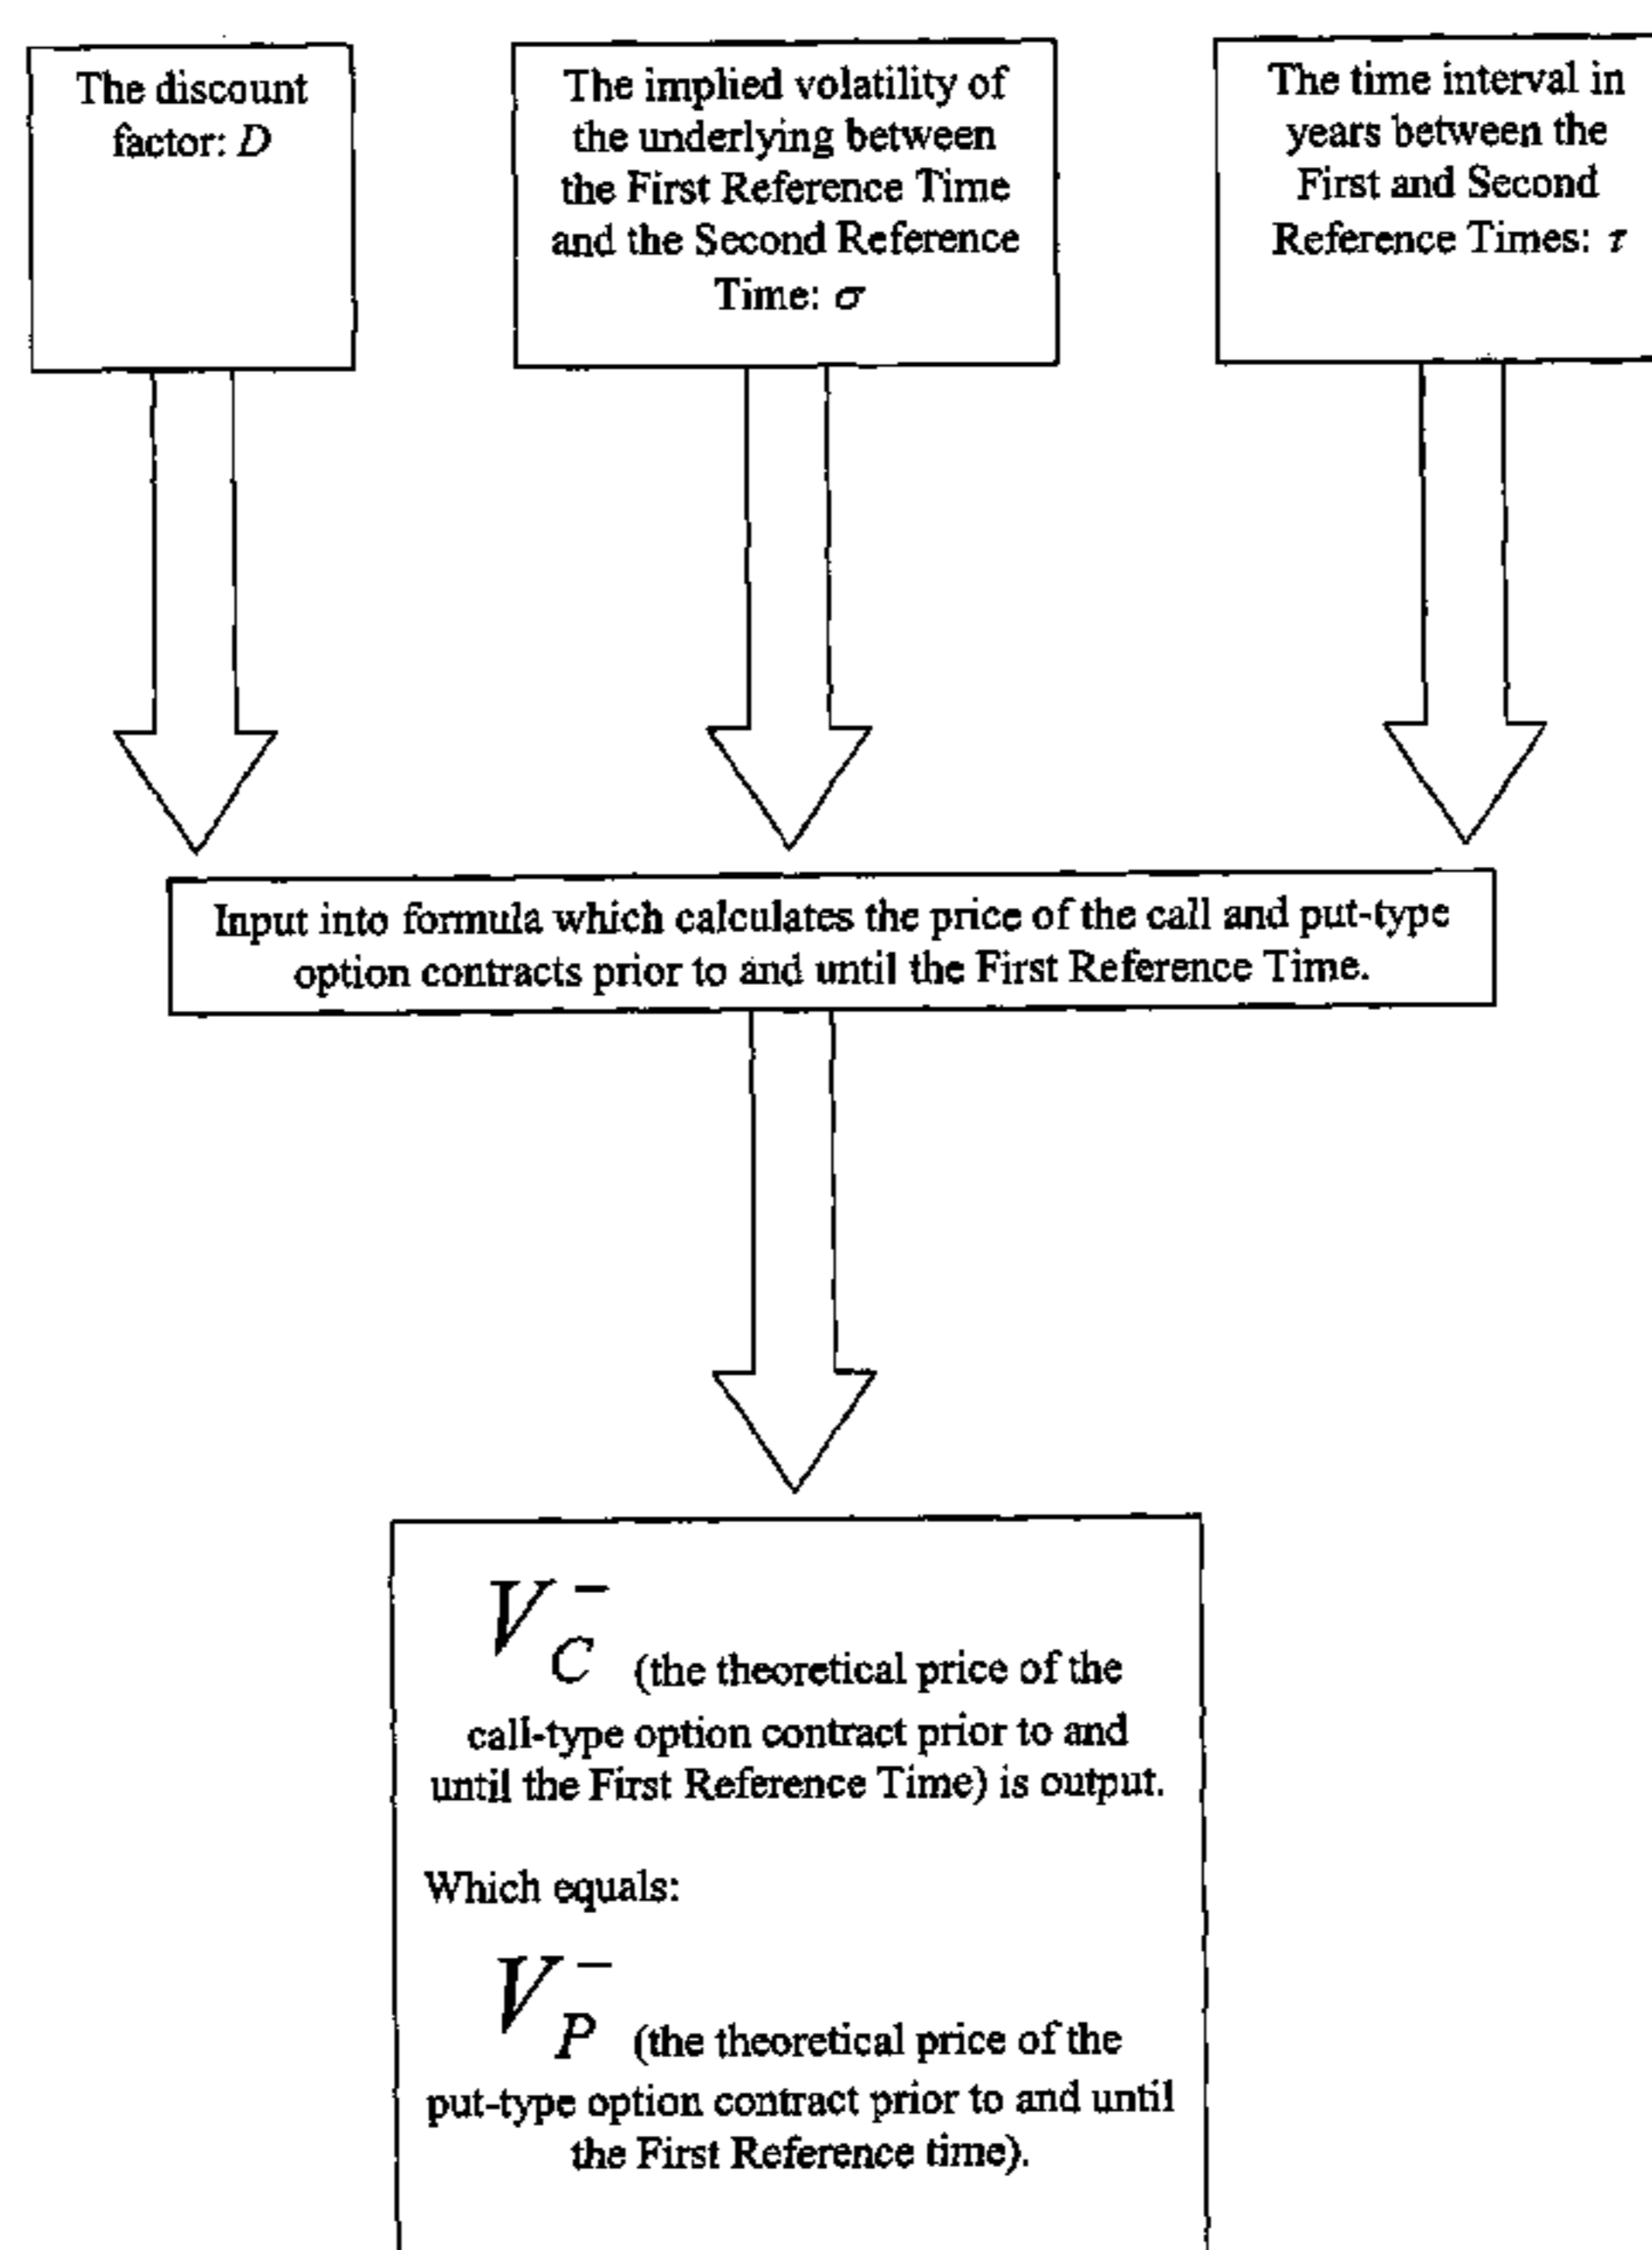 The discount
factor: D
The implied volatility of
the underlying between
the First Reference Time
and the Second Reference
Time: σ
The time interval in
years between the
First and Second
Reference Times: τ
Input into formula which calculates the price of the call and put-type
option contracts prior to and until the First Reference Time.
V⁻
C (the theoretical price of the
call-type option contract prior to and
until the First Reference Time) is output.
Which equals:
V⁻
P (the theoretical price of the
put-type option contract prior to and until
the First Reference time).